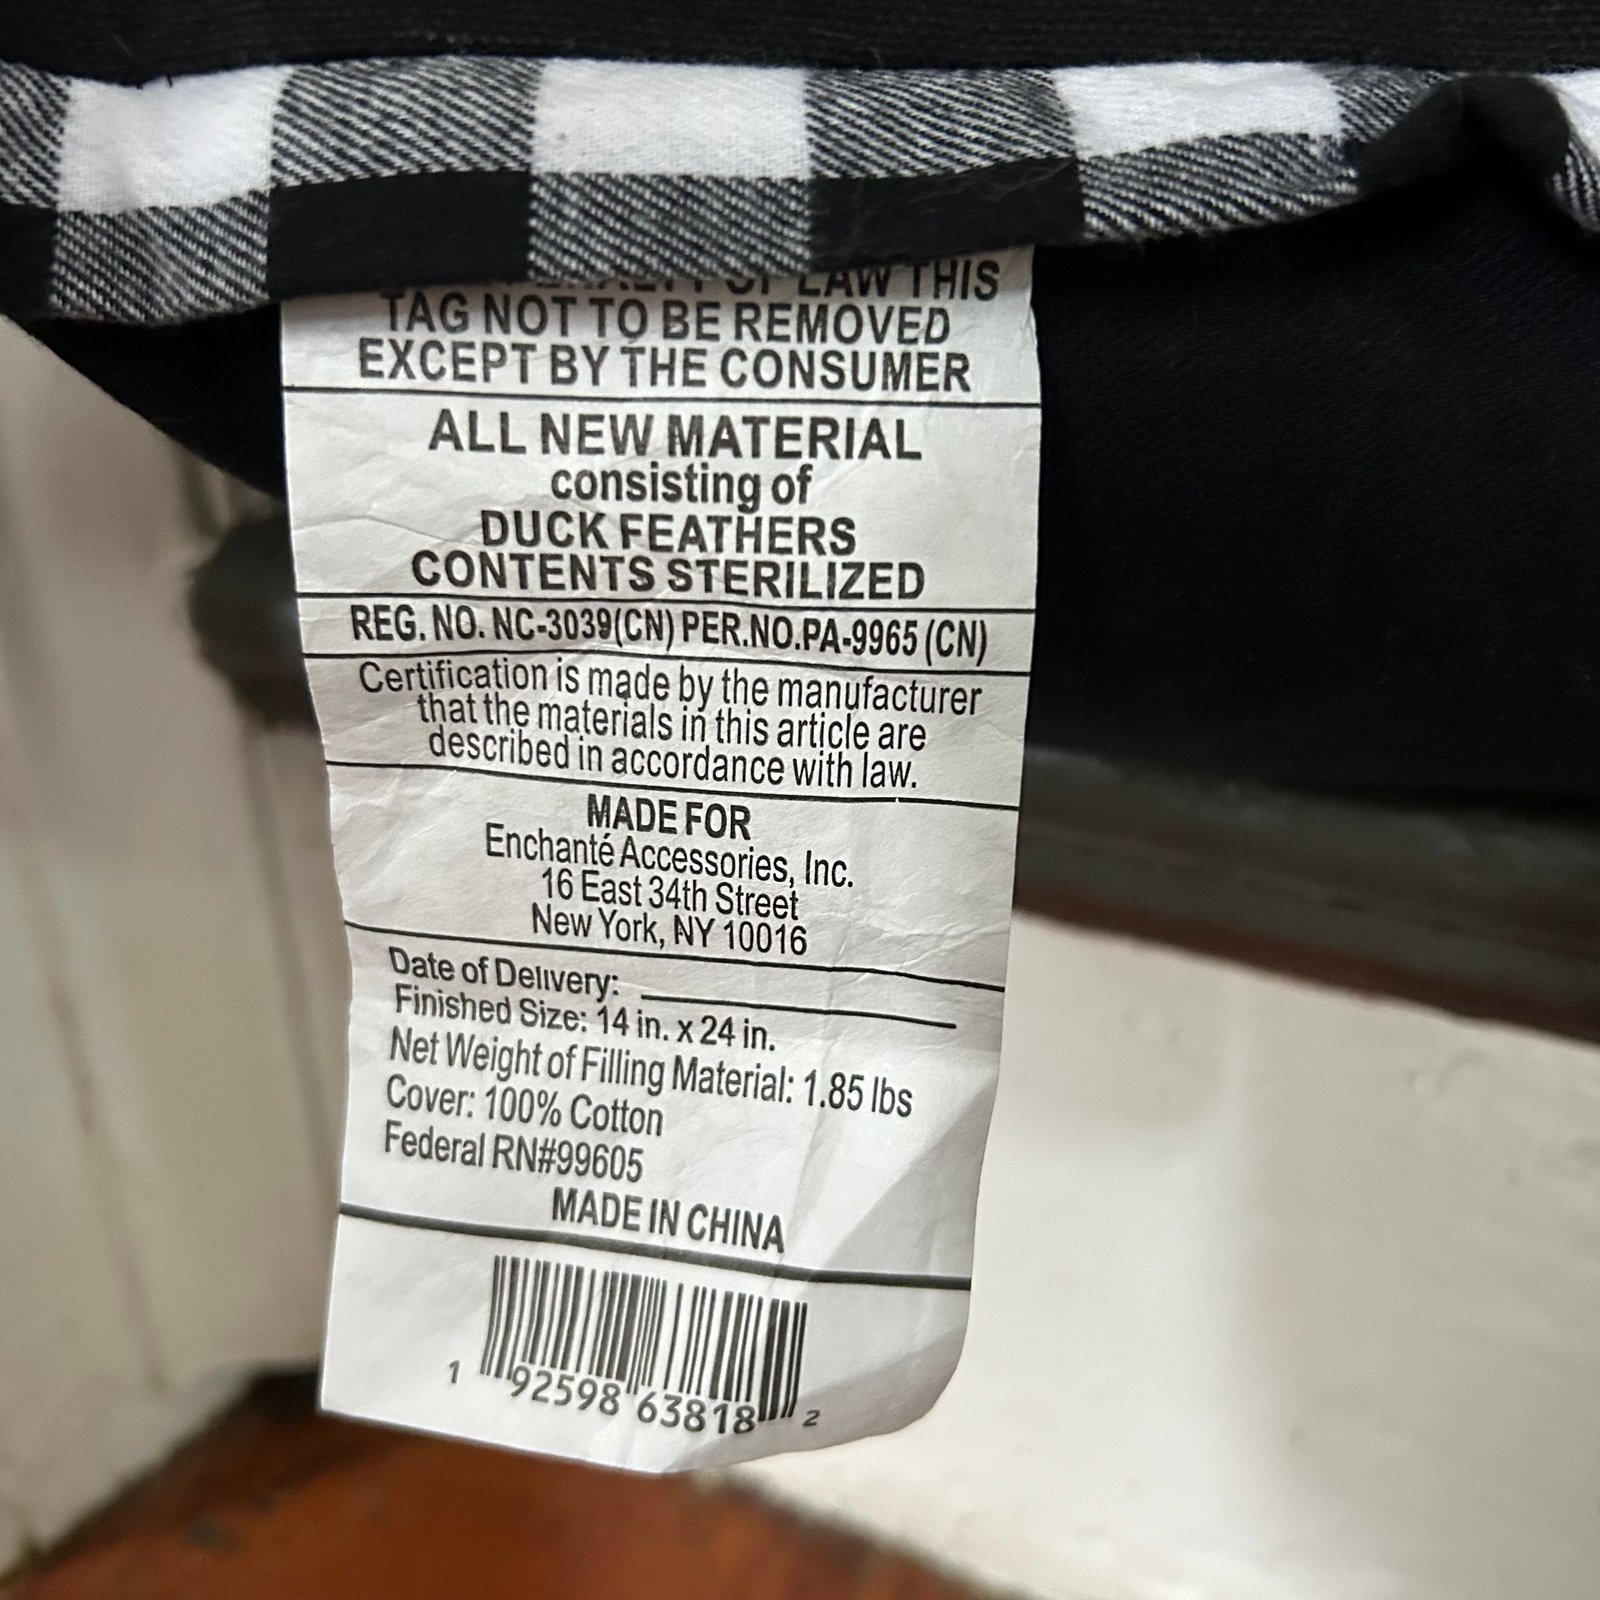 PENALTY OF LAW THIS
TAG NOT TO BE REMOVED
EXCEPT BY THE CONSUMER
ALL NEW MATERIAL
consisting of
DUCK FEATHERS
CONTENTS STERILIZED
REG. NO. NC-3039(CN) PER.NO.PA-9965 (CN)
Certification is made by the manufacturer
that the materials in this article are
described in accordance with law.
MADE FOR
Enchanté Accessories, Inc.
16 East 34th Street
New York, NY 10016
Date of Delivery:
Finished Size: 14 in. x 24 in.
Net Weight of Filling Material: 1.85 lbs
Cover: 100% Cotton
Federal RN#99605
MADE IN CHINA
1 92598 63818 2